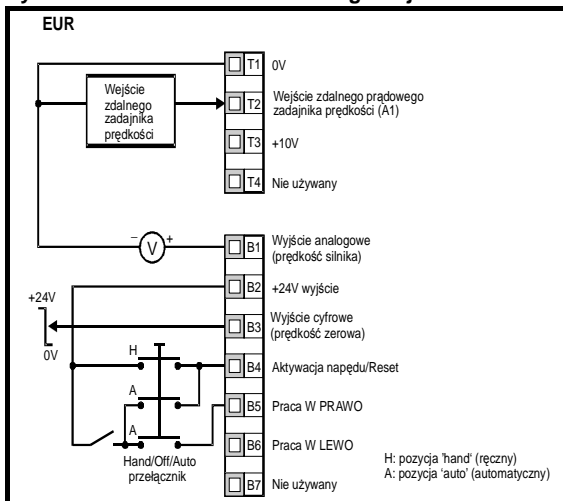 EUR
T1 0V
Wejście
zdalnego
zadajnika
prędkości
T2 Wejście zdalnego prądowego
zadajnika prędkości (A1)
T3 +10V
T4 Nie używany
− V +
B1 Wyjście analogowe
(prędkość silnika)
B2 +24V wyjście
+24V
0V
B3 Wyjście cyfrowe
(prędkość zerowa)
H
B4 Aktywacja napędu/Reset
A
B5 Praca W PRAWO
A
B6 Praca W LEWO
Hand/Off/Auto
przełącznik
B7 Nie używany
H: pozycja 'hand' (ręczny)
A: pozycja 'auto' (automatyczny)